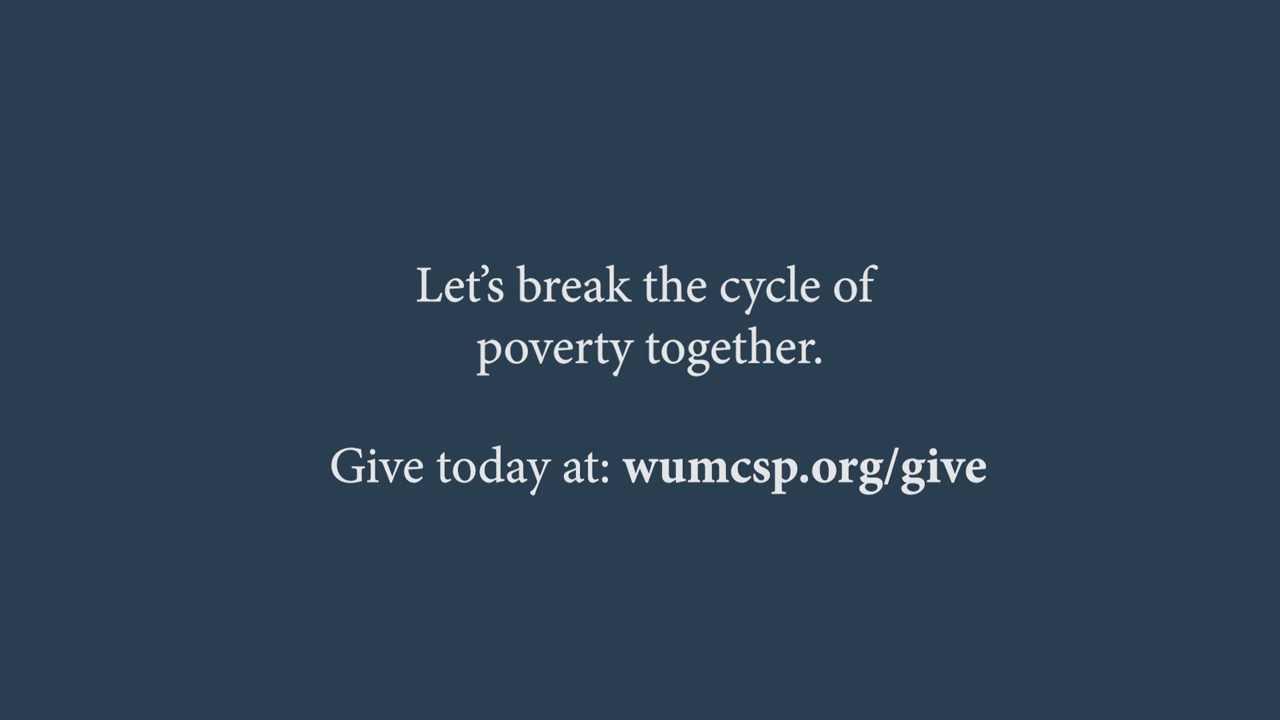 Let’s break the cycle of
poverty together.
Give today at: wumcsp.org/give